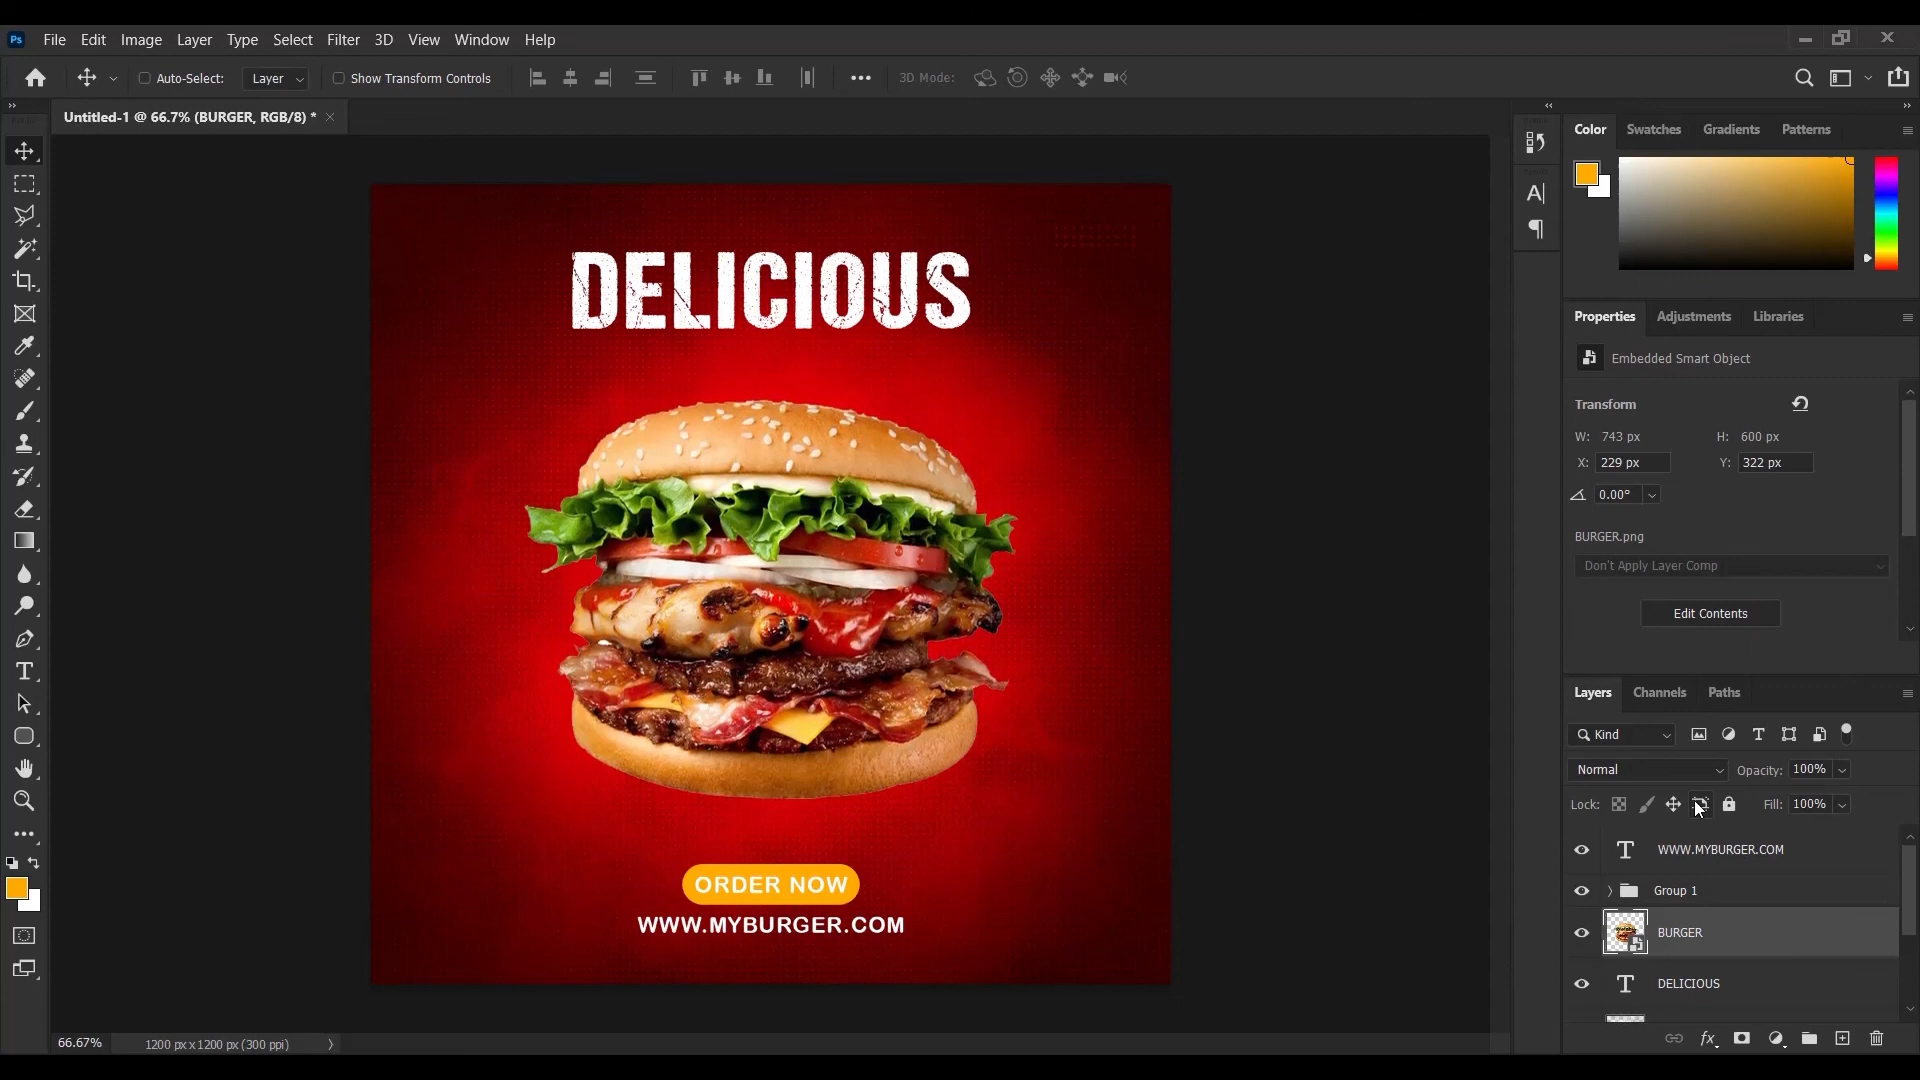 Ps File Edit Image Layer Type Select Filter 3D View Window Help
Auto-Select: Layer Show Transform Controls 3D Mode:
Untitled-1 @ 66.7% (BURGER, RGB/8) *
Color Swatches Gradients Patterns
DELICIOUS
Properties Adjustments Libraries
Embedded Smart Object
Transform
W: 743 px H: 600 px
X: 229 px Y: 322 px
0.00°
BURGER.png
Don't Apply Layer Comp
Edit Contents
Layers Channels Paths
Kind
Normal Opacity: 100%
Lock: Fill: 100%
WWW.MYBURGER.COM
Group 1
BURGER
DELICIOUS
ORDER NOW
WWW.MYBURGER.COM
66.67% 1200 px x 1200 px (300 ppi)
fx